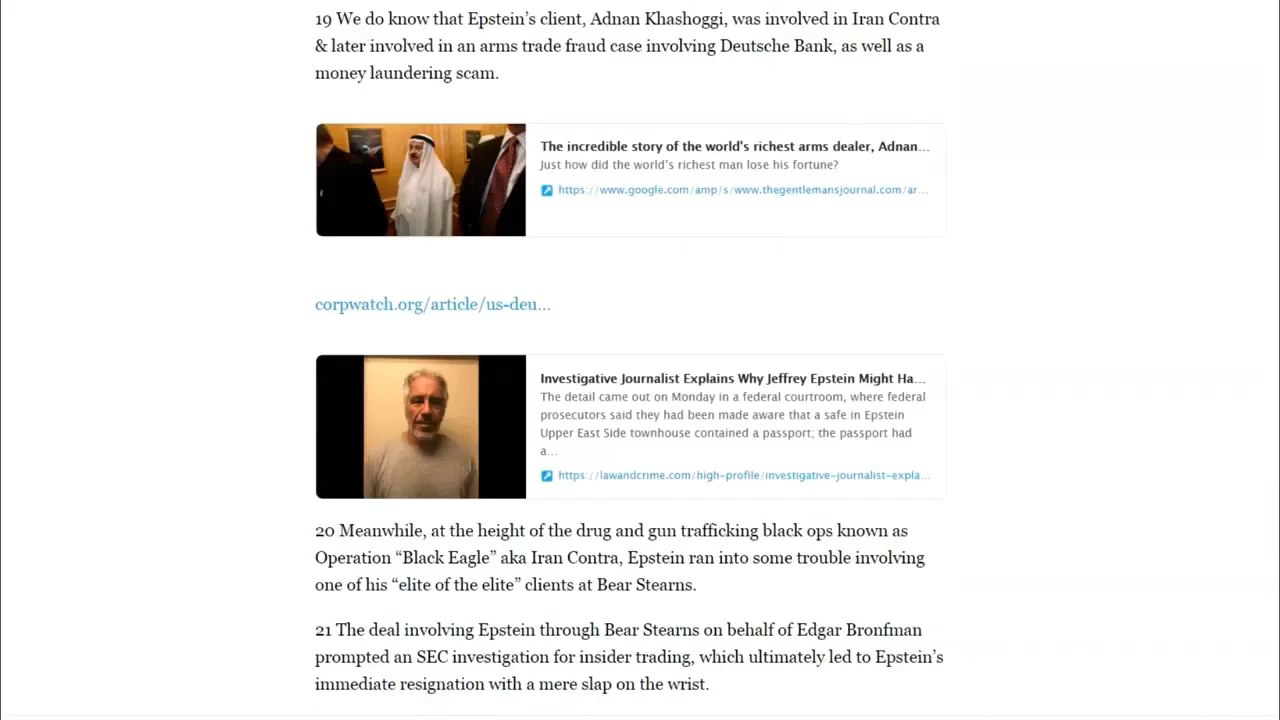 19 We do know that Epstein’s client, Adnan Khashoggi, was involved in Iran Contra
& later involved in an arms trade fraud case involving Deutsche Bank, as well as a
money laundering scam.
The incredible story of the world's richest arms dealer, Adnan...
Just how did the world's richest man lose his fortune?
https://www.google.com/amp/s/www.thegentlemansjournal.com/ar...
corpwatch.org/article/us-deu...
Investigative Journalist Explains Why Jeffrey Epstein Might Ha...
The detail came out on Monday in a federal courtroom, where federal
prosecutors said they had been made aware that a safe in Epstein
Upper East Side townhouse contained a passport; the passport had
a...
https://lawandcrime.com/high-profile/investigative-journalist-expla...
20 Meanwhile, at the height of the drug and gun trafficking black ops known as
Operation “Black Eagle” aka Iran Contra, Epstein ran into some trouble involving
one of his “elite of the elite” clients at Bear Stearns.
21 The deal involving Epstein through Bear Stearns on behalf of Edgar Bronfman
prompted an SEC investigation for insider trading, which ultimately led to Epstein’s
immediate resignation with a mere slap on the wrist.